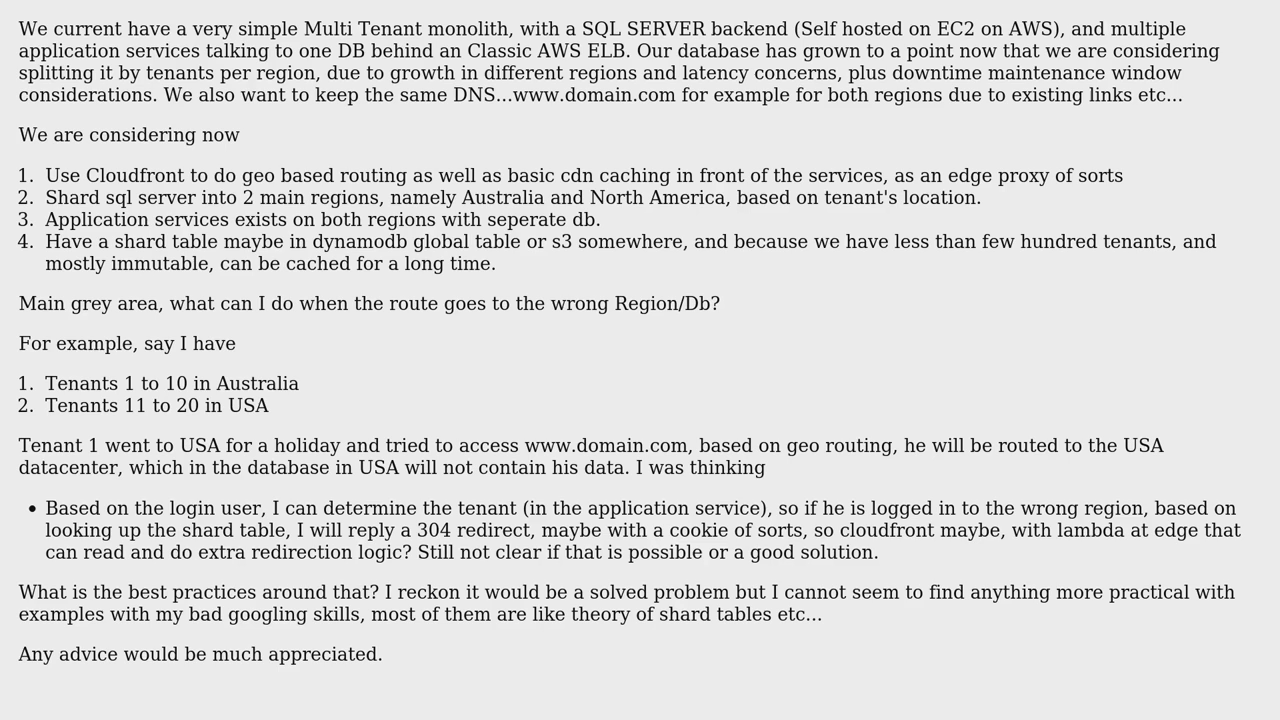 We current have a very simple Multi Tenant monolith, with a SQL SERVER backend (Self hosted on EC2 on AWS), and multiple
application services talking to one DB behind an Classic AWS ELB. Our database has grown to a point now that we are considering
splitting it by tenants per region, due to growth in different regions and latency concerns, plus downtime maintenance window
considerations. We also want to keep the same DNS...www.domain.com for example for both regions due to existing links etc...
We are considering now
1. Use Cloudfront to do geo based routing as well as basic cdn caching in front of the services, as an edge proxy of sorts
2. Shard sql server into 2 main regions, namely Australia and North America, based on tenant's location.
3. Application services exists on both regions with seperate db.
4. Have a shard table maybe in dynamodb global table or s3 somewhere, and because we have less than few hundred tenants, and
mostly immutable, can be cached for a long time.
Main grey area, what can I do when the route goes to the wrong Region/Db?
For example, say I have
1. Tenants 1 to 10 in Australia
2. Tenants 11 to 20 in USA
Tenant 1 went to USA for a holiday and tried to access www.domain.com, based on geo routing, he will be routed to the USA
datacenter, which in the database in USA will not contain his data. I was thinking
• Based on the login user, I can determine the tenant (in the application service), so if he is logged in to the wrong region, based on
looking up the shard table, I will reply a 304 redirect, maybe with a cookie of sorts, so cloudfront maybe, with lambda at edge that
can read and do extra redirection logic? Still not clear if that is possible or a good solution.
What is the best practices around that? I reckon it would be a solved problem but I cannot seem to find anything more practical with
examples with my bad googling skills, most of them are like theory of shard tables etc...
Any advice would be much appreciated.